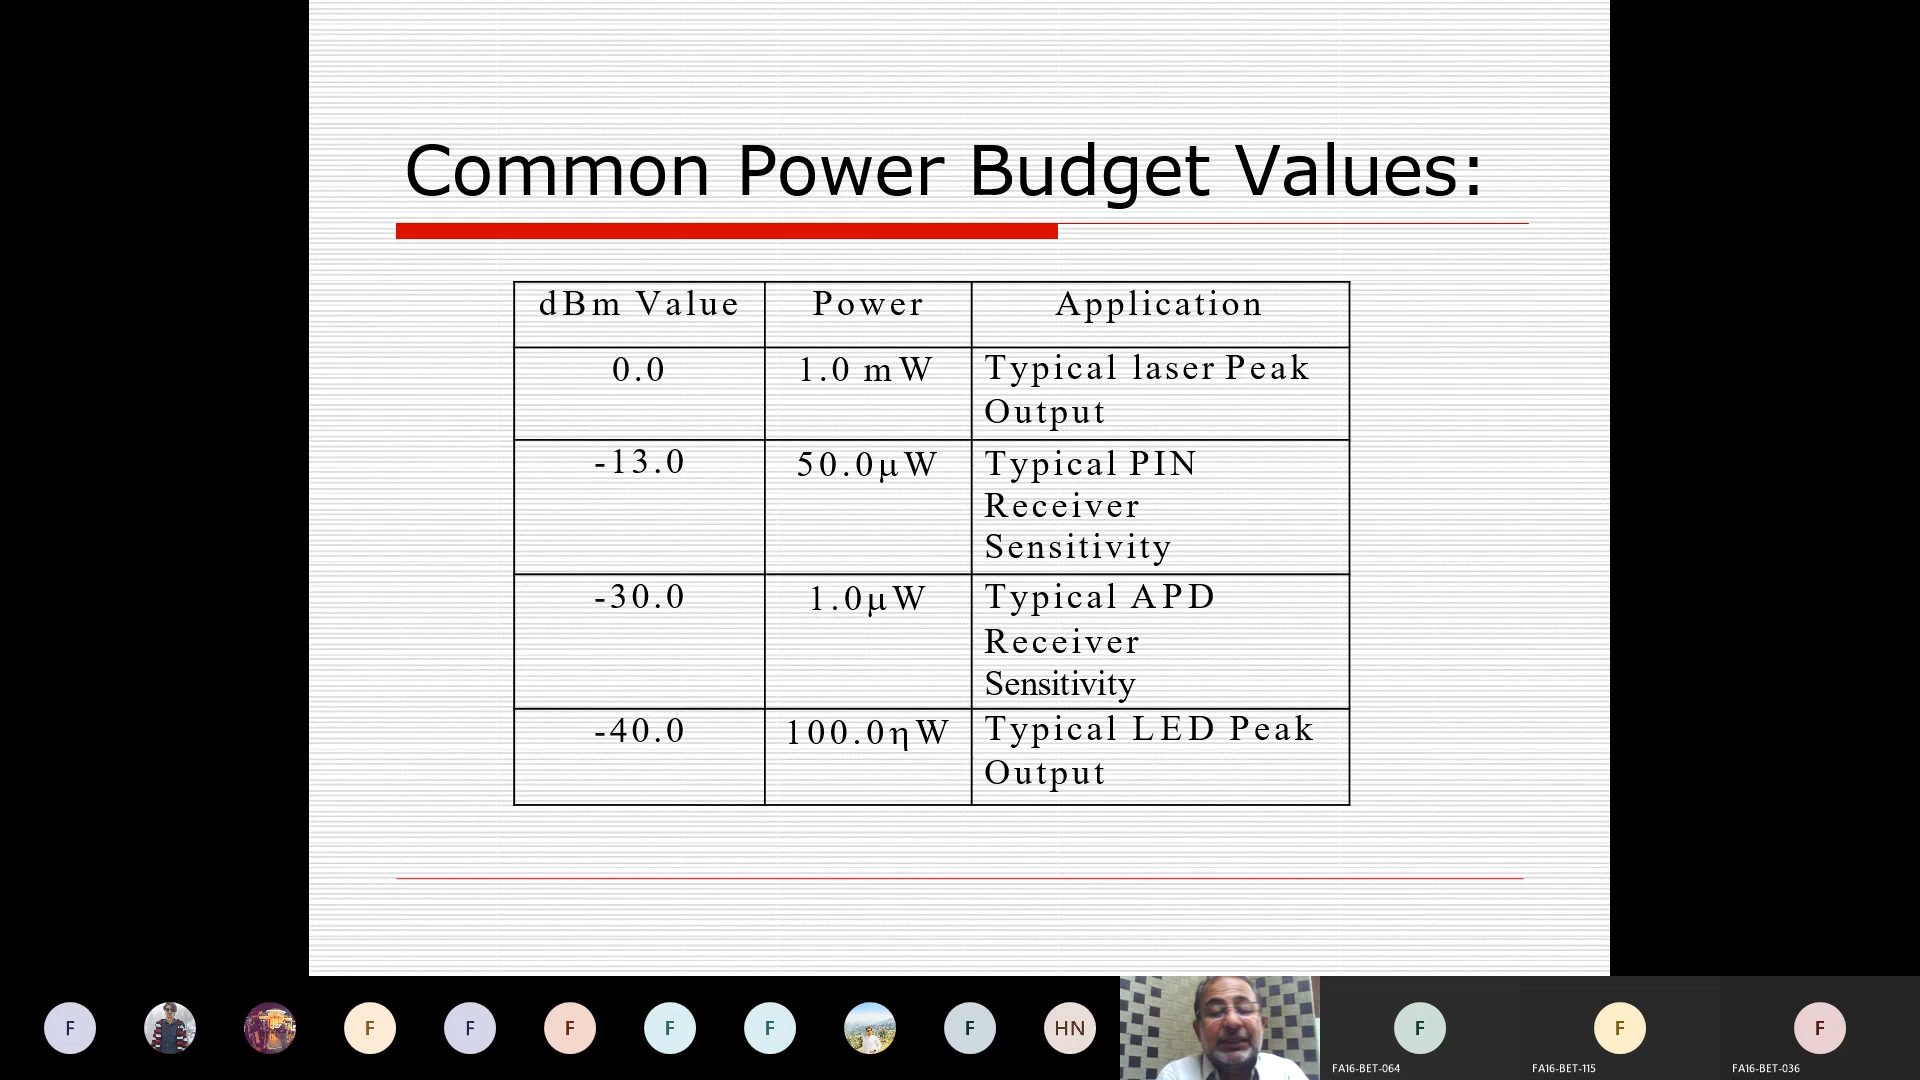 Common Power Budget Values:
dBm Value Power Application
0.0 1.0 mW Typical laser Peak
Output
-13.0 50.0μW Typical PIN
Receiver
Sensitivity
-30.0 1.0μW Typical APD
Receiver
Sensitivity
-40.0 100.0ηW Typical LED Peak
Output
F F F F F F F HN F F F
FA16-BET-064 FA16-BET-115 FA16-BET-036